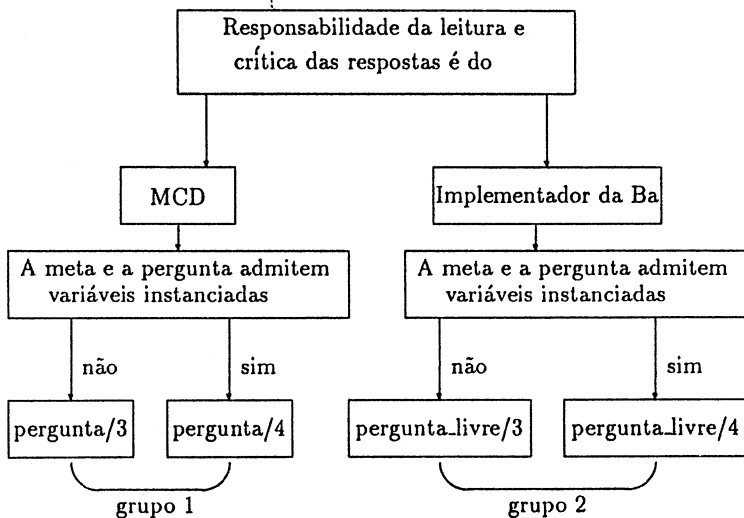 Responsabilidade da leitura e
crítica das respostas é do
MCD
Implementador da Ba
A meta e a pergunta admitem
variáveis instanciadas
A meta e a pergunta admitem
variáveis instanciadas
não
sim
não
sim
pergunta/3
pergunta/4
pergunta_livre/3
pergunta_livre/4
grupo 1
grupo 2